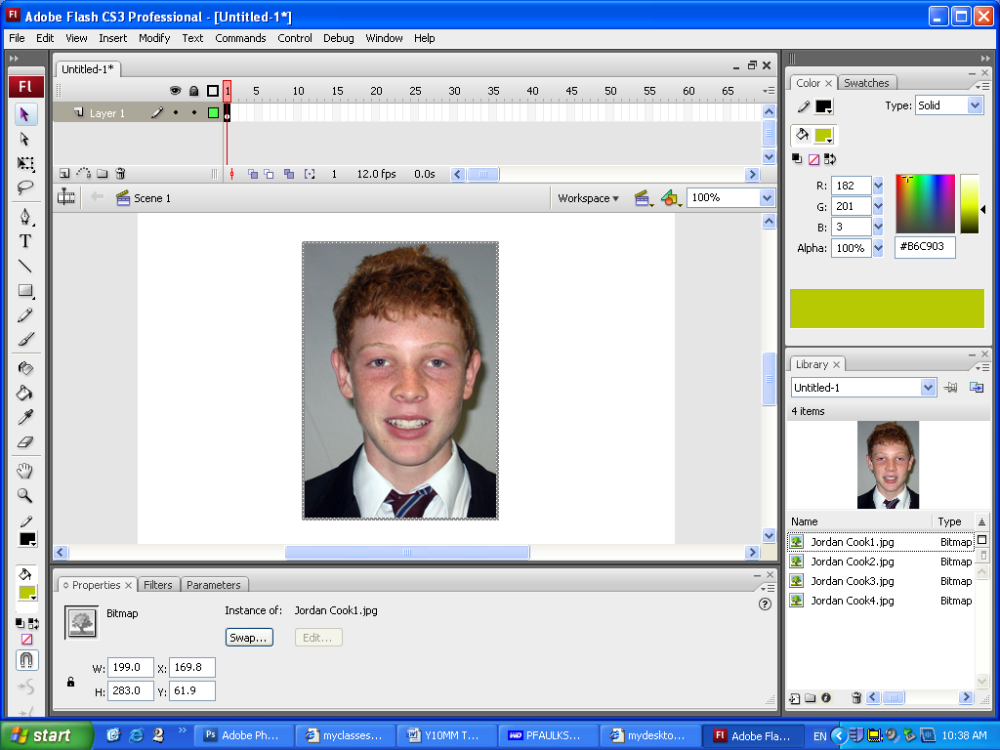 Adobe Flash CS3 Professional - [Untitled-1*]
File Edit View Insert Modify Text Commands Control Debug Window Help
Fl
Untitled-1*
1 5 10 15 20 25 30 35 40 45 50 55 60 65
Layer 1
1 12.0 fps 0.0s
Scene 1
Workspace
100%
T
Properties Filters Parameters
Bitmap
Instance of: Jordan Cook1.jpg
Swap... Edit...
W: 199.0 X: 169.8
H: 283.0 Y: 61.9
Color Swatches
Type: Solid
R: 182
G: 201
B: 3
Alpha: 100% #B6C903
Library
Untitled-1
4 items
Name Type
Jordan Cook1.jpg Bitmap
Jordan Cook2.jpg Bitmap
Jordan Cook3.jpg Bitmap
Jordan Cook4.jpg Bitmap
start
Ps Adobe Ph...
myclasses...
Y10MM T...
WD PFAULKS...
mydeskto...
Fl Adobe Fla...
EN 10:38 AM